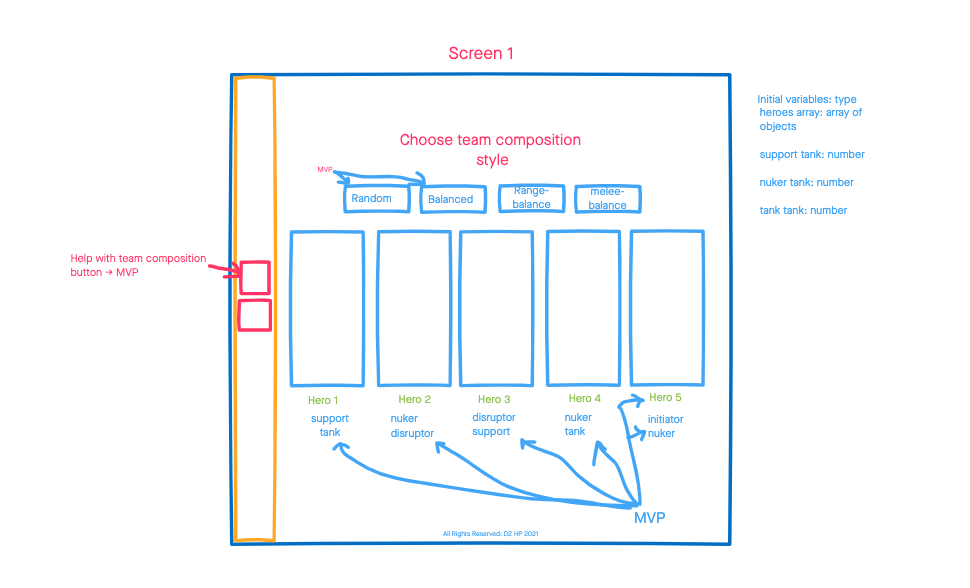 Screen 1
Initial variables: type
heroes array: array of
objects
support tank: number
nuker tank: number
tank tank: number
Choose team composition
style
MVP
Random
Balanced
Range-
balance
melee-
balance
Help with team composition
button → MVP
Hero 1
Hero 2
Hero 3
Hero 4
Hero 5
support
tank
nuker
disruptor
disruptor
support
nuker
tank
initiator
nuker
MVP
All Rights Reserved: D2 HP 2021